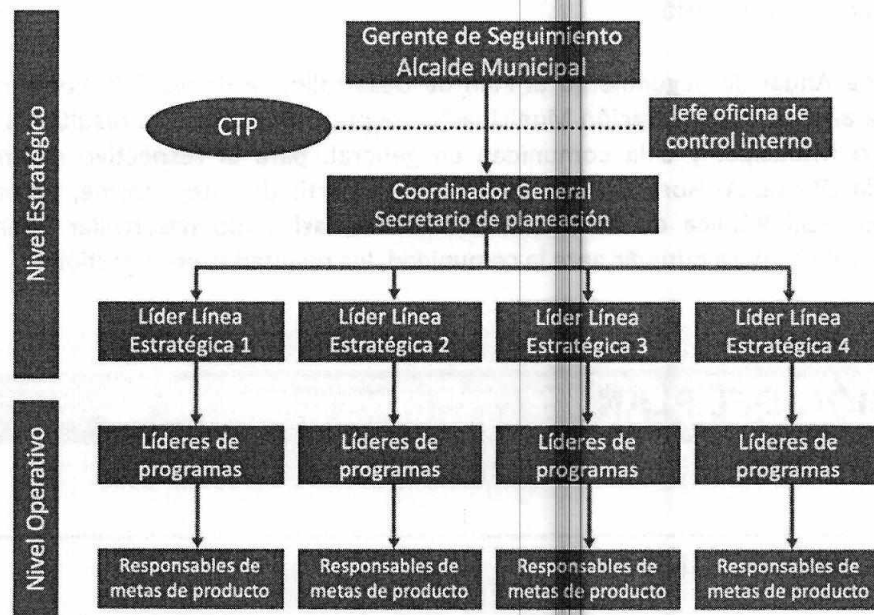 Nivel Estratégico
Gerente de Seguimiento
Alcalde Municipal
CTP
Jefe oficina de
control interno
Coordinador General
Secretario de planeación
Líder Línea
Estratégica 1
Líder Línea
Estratégica 2
Líder Línea
Estratégica 3
Líder Línea
Estratégica 4
Nivel Operativo
Líderes de
programas
Líderes de
programas
Líderes de
programas
Líderes de
programas
Responsables de
metas de producto
Responsables de
metas de producto
Responsables de
metas de producto
Responsables de
metas de producto